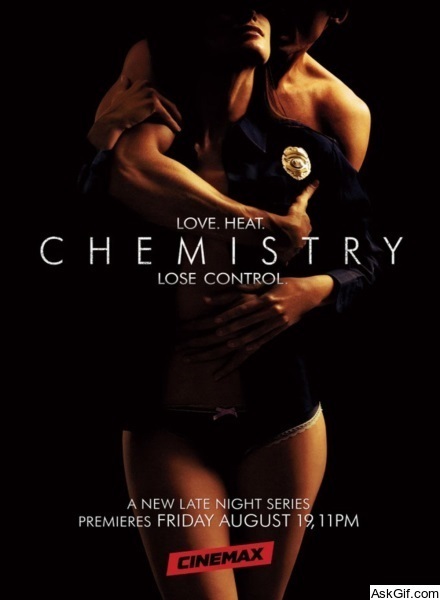 LOVE. HEAT.
CHEMISTRY
LOSE CONTROL.
A NEW LATE NIGHT SERIES
PREMIERES FRIDAY AUGUST 19, 11PM
CINEMAX
AskGif.com